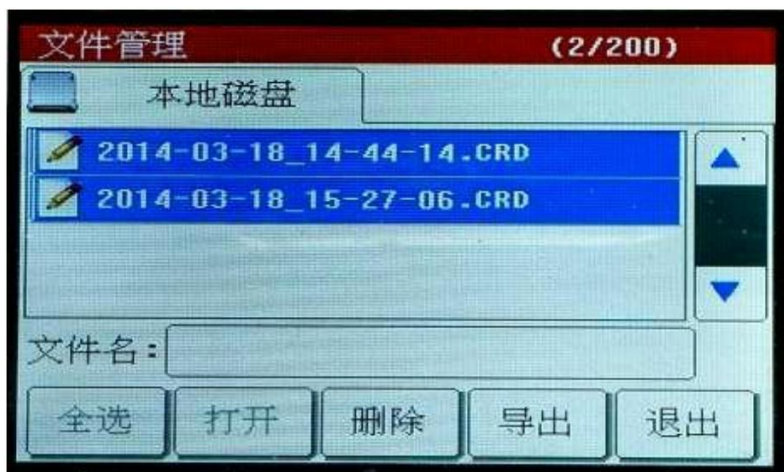 文件管理 (2/200)
本地磁盘
2014-03-18_14-44-14.CRD
2014-03-18_15-27-06.CRD
文件名:
全选 打开 删除 导出 退出